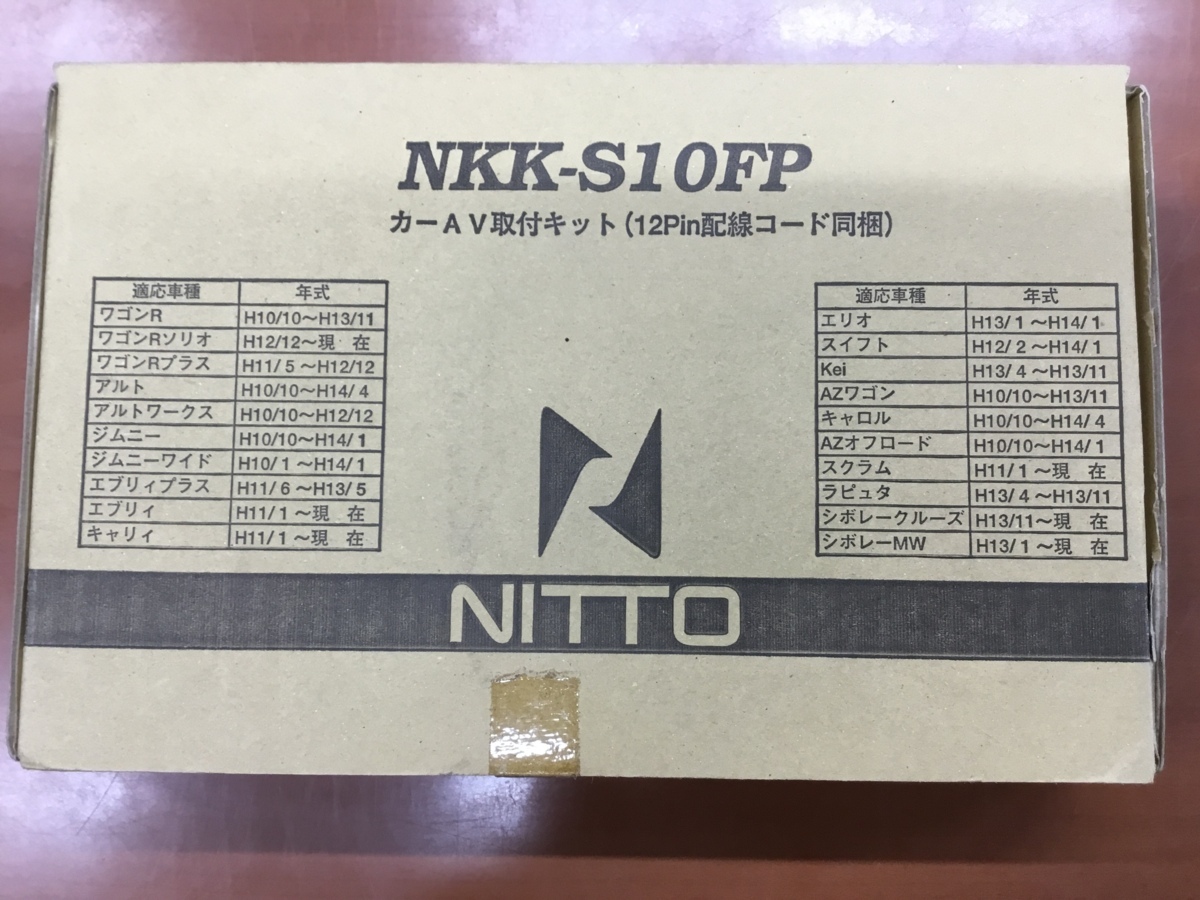 NKK-S10FP
カーAV取付キット(12Pin配線コード同梱)
適応車種 年式
ワゴンR H10/10〜H13/11
ワゴンRソリオ H12/12〜現 在
ワゴンRプラス H11/ 5 〜H12/12
アルト H10/10〜H14/ 4
アルトワークス H10/10〜H12/12
ジムニー H10/10〜H14/ 1
ジムニーワイド H10/ 1 〜H14/ 1
エブリィプラス H11/ 6 〜H13/ 5
エブリィ H11/ 1 〜現 在
キャリィ H11/ 1 〜現 在
適応車種 年式
エリオ H13/ 1 〜H14/ 1
スイフト H12/ 2 〜H14/ 1
Kei H13/ 4 〜H13/11
AZワゴン H10/10〜H13/11
キャロル H10/10〜H14/ 4
AZオフロード H10/10〜H14/ 1
スクラム H11/ 1 〜現 在
ラピュタ H13/ 4 〜H13/11
シボレークルーズ H13/11〜現 在
シボレーMW H13/ 1 〜現 在
NITTO